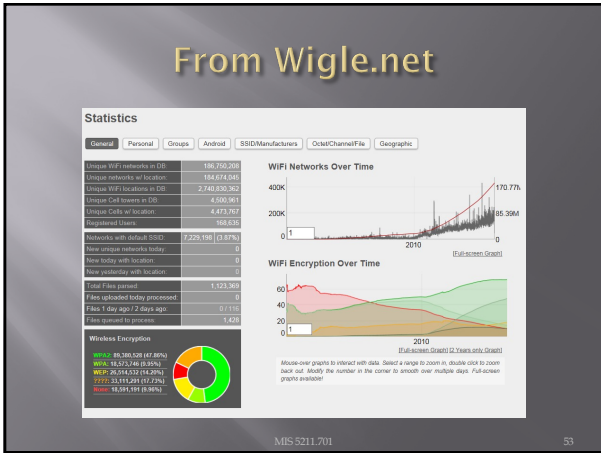 From Wigle.net
Statistics
General Personal Groups Android SSID/Manufacturers Octet/Channel/File Geographic
Unique WiFi networks in DB: 186,750,208
Unique networks w/ location: 184,674,045
Unique WiFi locations in DB: 2,740,830,362
Unique Cell towers in DB: 4,500,961
Unique Cells w/ location: 4,473,767
Registered Users: 168,635
Networks with default SSID: 7,229,198 (3.87%)
New unique networks today: 0
New today with location: 0
New yesterday with location: 0
Total Files parsed: 1,123,369
Files uploaded today processed: 0
Files 1 day ago / 2 days ago: 0 / 116
Files queued to process: 1,428
Wireless Encryption
WPA2: 89,380,528 (47.86%)
WPA: 18,573,746 (9.95%)
WEP: 26,514,532 (14.20%)
????: 33,111,291 (17.73%)
None: 18,591,191 (9.96%)
WiFi Networks Over Time
400K
200K
0
1
170.77M
85.39M
0
2010
[Full-screen Graph]
WiFi Encryption Over Time
60
40
20
0
1
2010
[Full-screen Graph] [2 Years only Graph]
Mouse-over graphs to interact with data. Select a range to zoom in, double click to zoom
back out. Modify the number in the corner to smooth over multiple days. Full-screen
graphs available!
MIS 5211.701
53